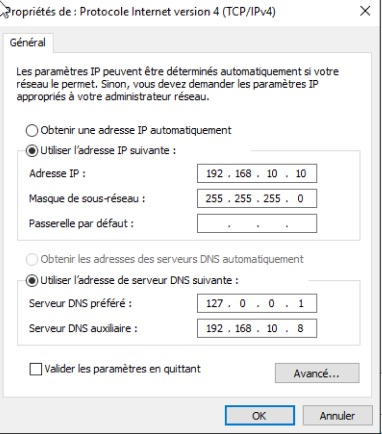 Propriétés de : Protocole Internet version 4 (TCP/IPv4)
Général
Les paramètres IP peuvent être déterminés automatiquement si votre
réseau le permet. Sinon, vous devez demander les paramètres IP
appropriés à votre administrateur réseau.
Obtenir une adresse IP automatiquement
Utiliser l'adresse IP suivante :
Adresse IP : 192 . 168 . 10 . 10
Masque de sous-réseau : 255 . 255 . 255 . 0
Passerelle par défaut : . . .
Obtenir les adresses des serveurs DNS automatiquement
Utiliser l'adresse de serveur DNS suivante :
Serveur DNS préféré : 127 . 0 . 0 . 1
Serveur DNS auxiliaire : 192 . 168 . 10 . 8
Valider les paramètres en quittant
Avancé...
OK Annuler